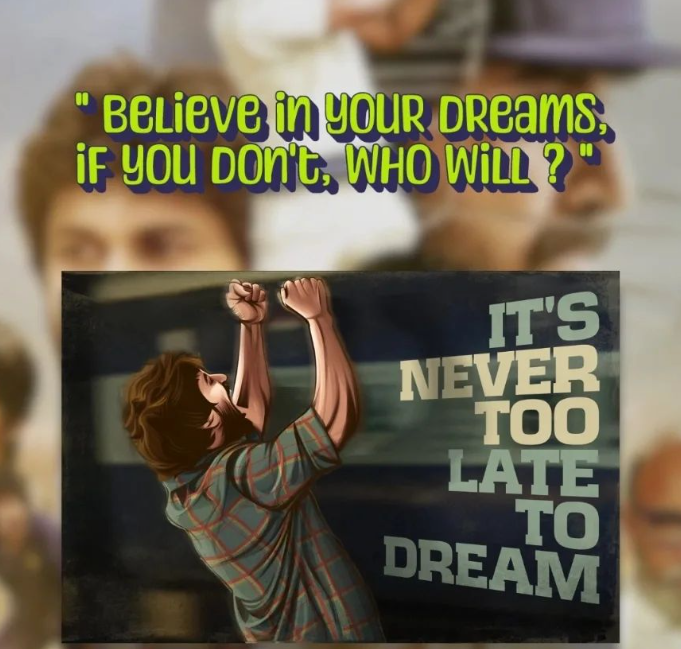 " Believe in your dreams,
if you don't, who will ? "
IT'S
NEVER
TOO
LATE
TO
DREAM